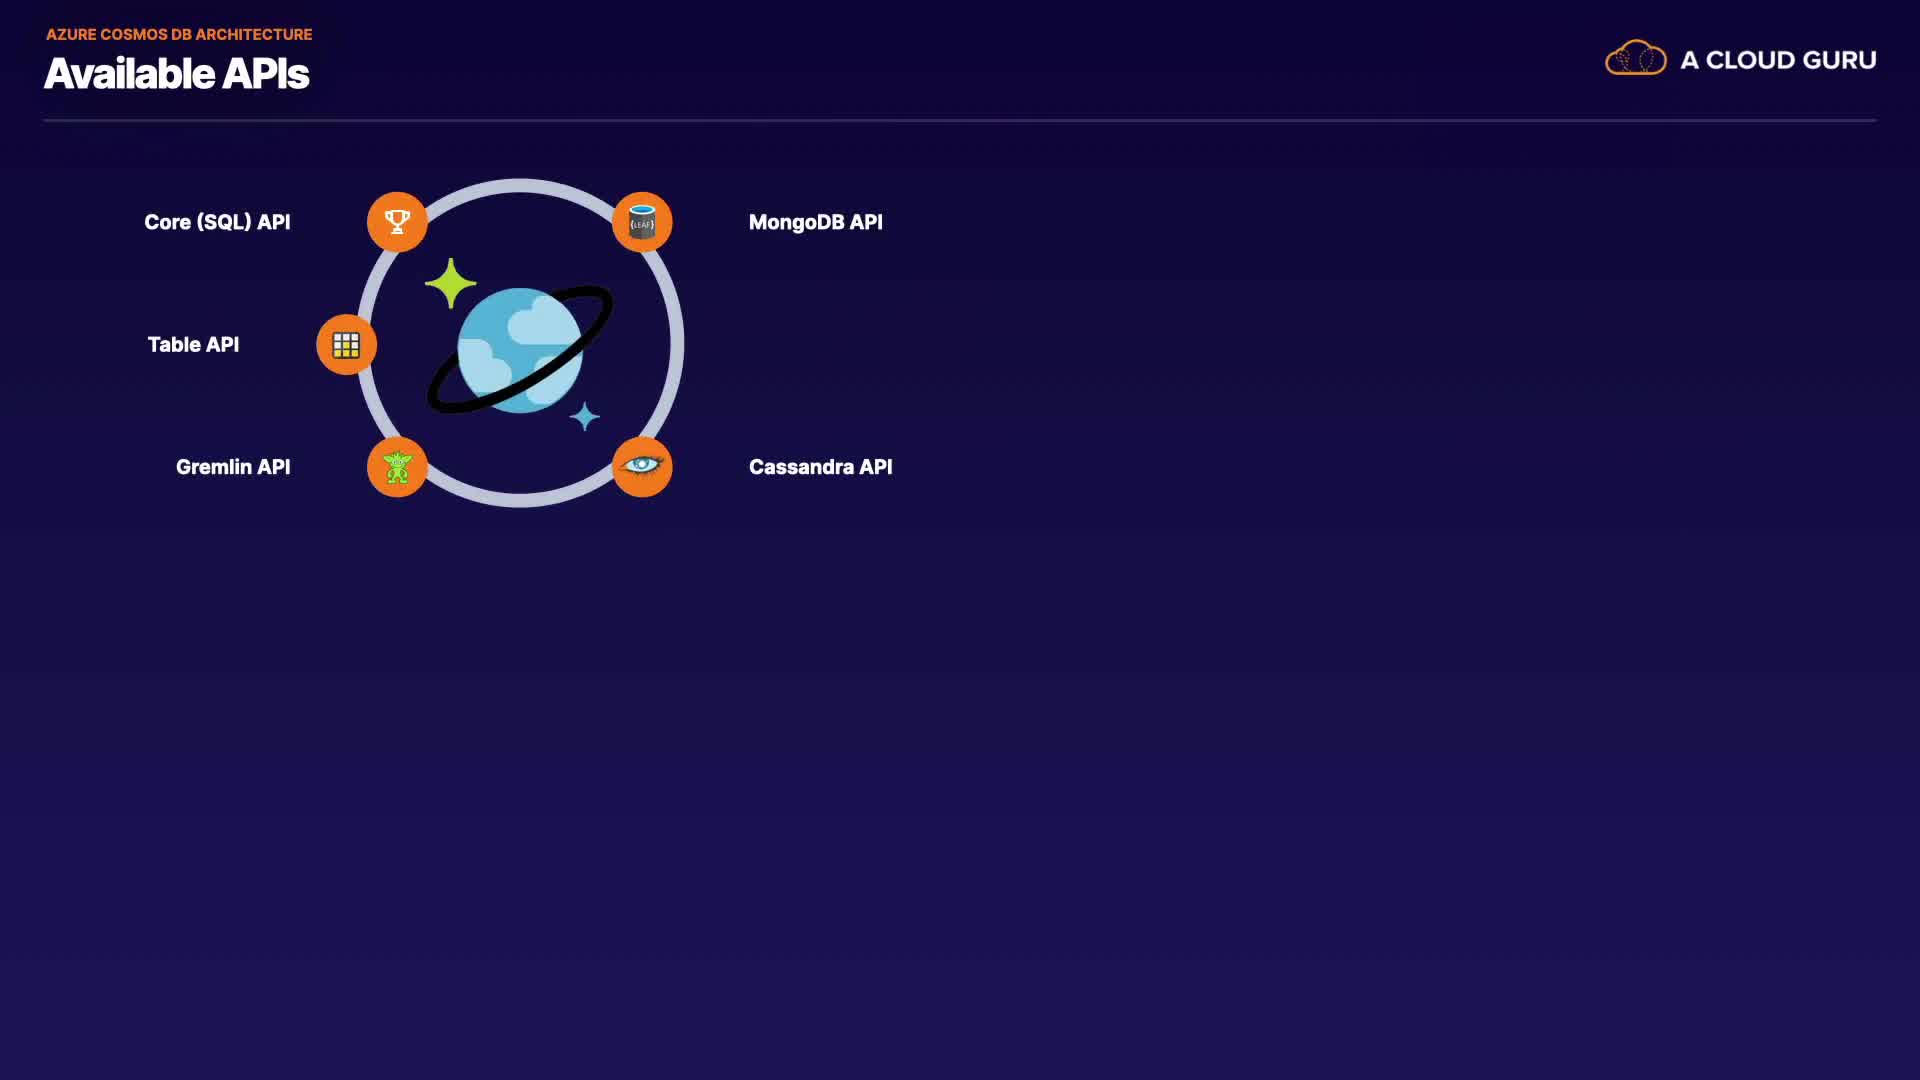 AZURE COSMOS DB ARCHITECTURE
Available APIs
A CLOUD GURU
Core (SQL) API
MongoDB API
{LEAF}
Table API
Gremlin API
Cassandra API